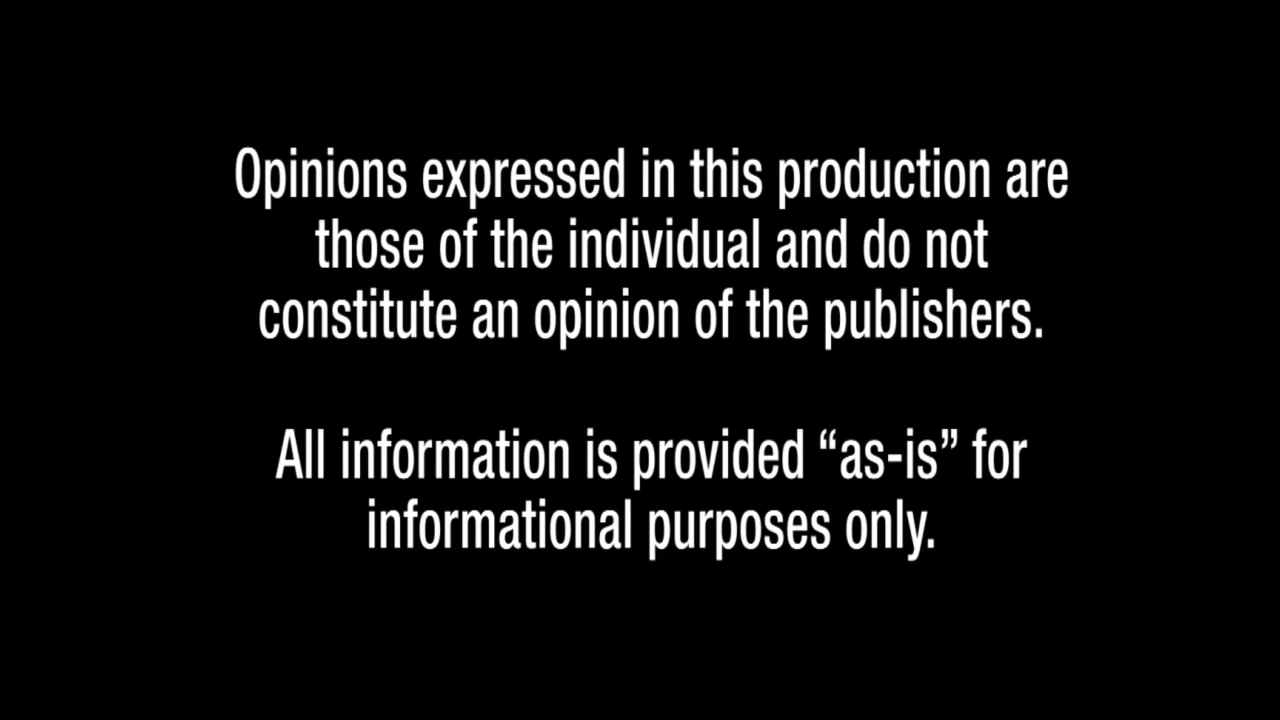 Opinions expressed in this production are
those of the individual and do not
constitute an opinion of the publishers.
All information is provided “as-is” for
informational purposes only.